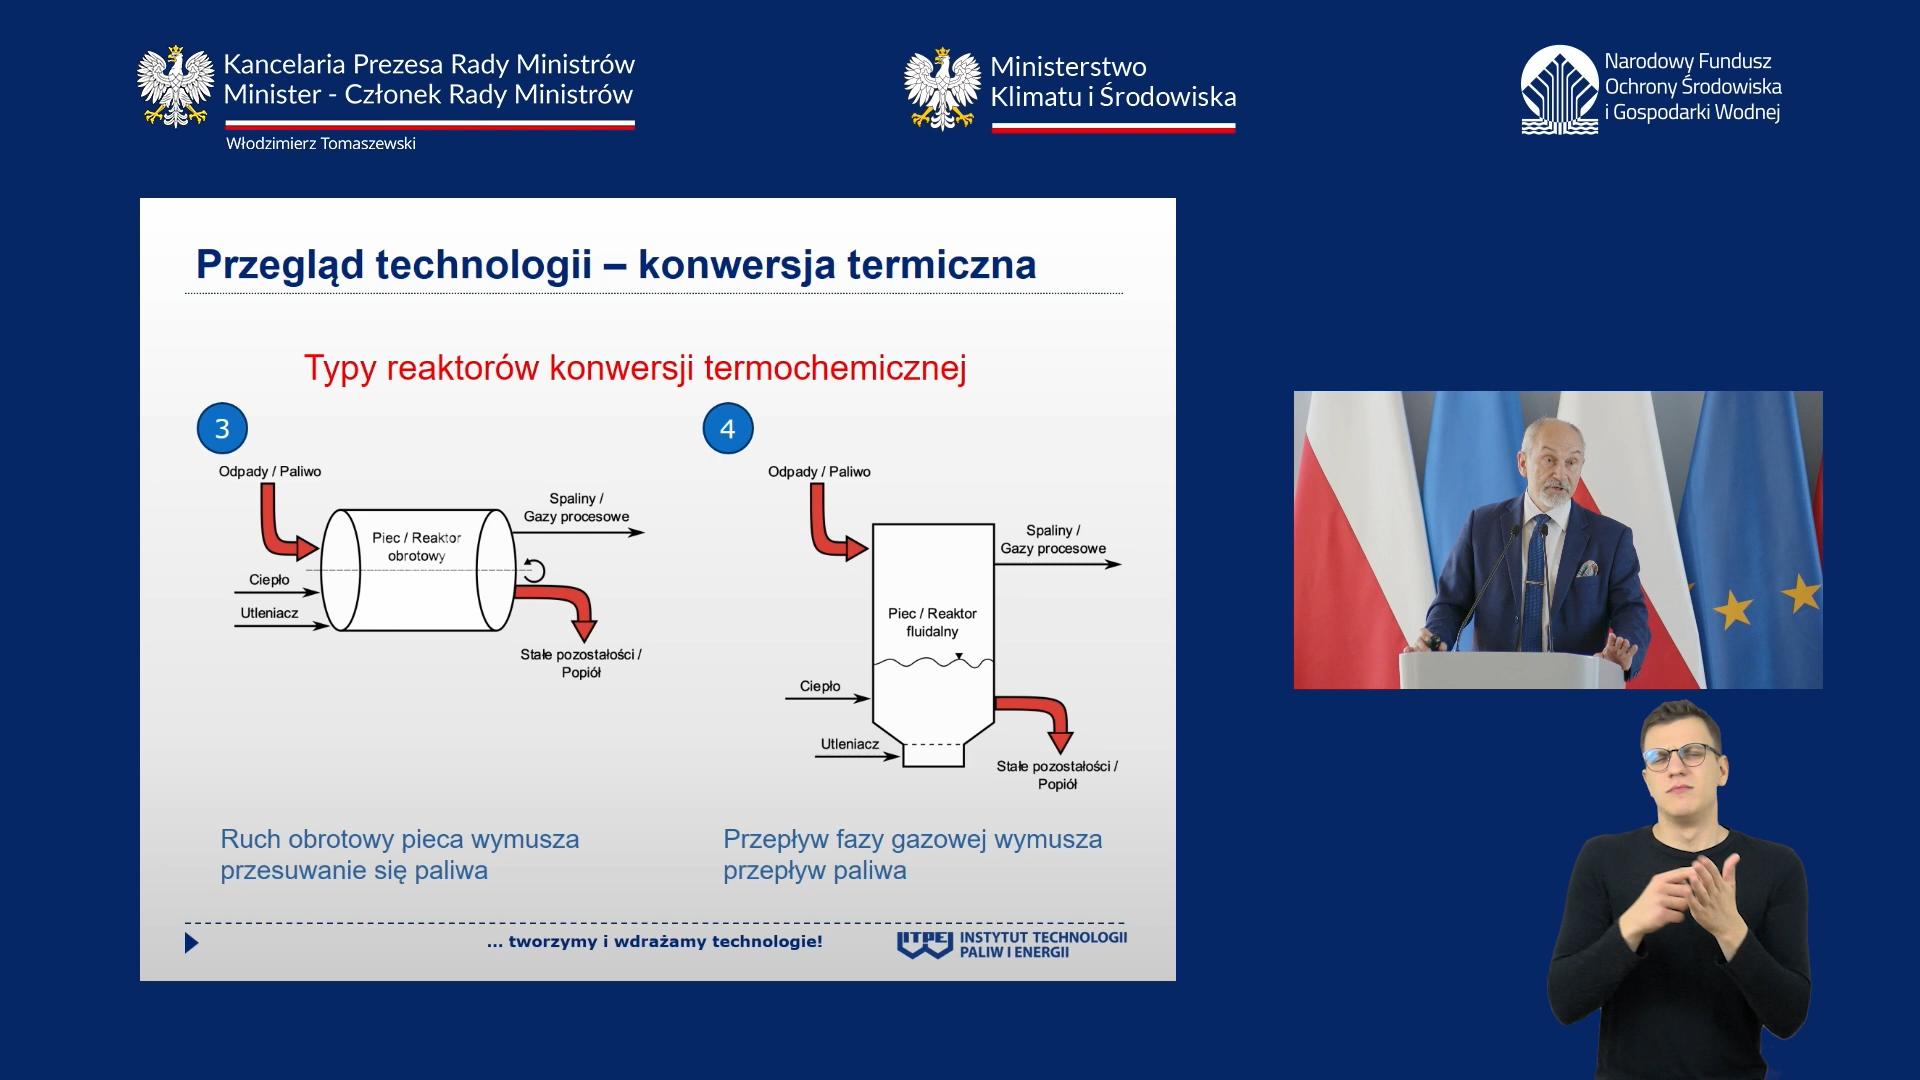 Kancelaria Prezesa Rady Ministrów
Minister - Członek Rady Ministrów
Włodzimierz Tomaszewski
Ministerstwo
Klimatu i Środowiska
Narodowy Fundusz
Ochrony Środowiska
i Gospodarki Wodnej
Przegląd technologii – konwersja termiczna
Typy reaktorów konwersji termochemicznej
3
Odpady / Paliwo
Spaliny /
Gazy procesowe
Piec / Reaktor
obrotowy
Ciepło
Utleniacz
Stałe pozostałości /
Popiół
Ruch obrotowy pieca wymusza
przesuwanie się paliwa
4
Odpady / Paliwo
Spaliny /
Gazy procesowe
Piec / Reaktor
fluidalny
Ciepło
Utleniacz
Stałe pozostałości /
Popiół
Przepływ fazy gazowej wymusza
przepływ paliwa
... tworzymy i wdrażamy technologie!
ITPE
INSTYTUT TECHNOLOGII
PALIW I ENERGII